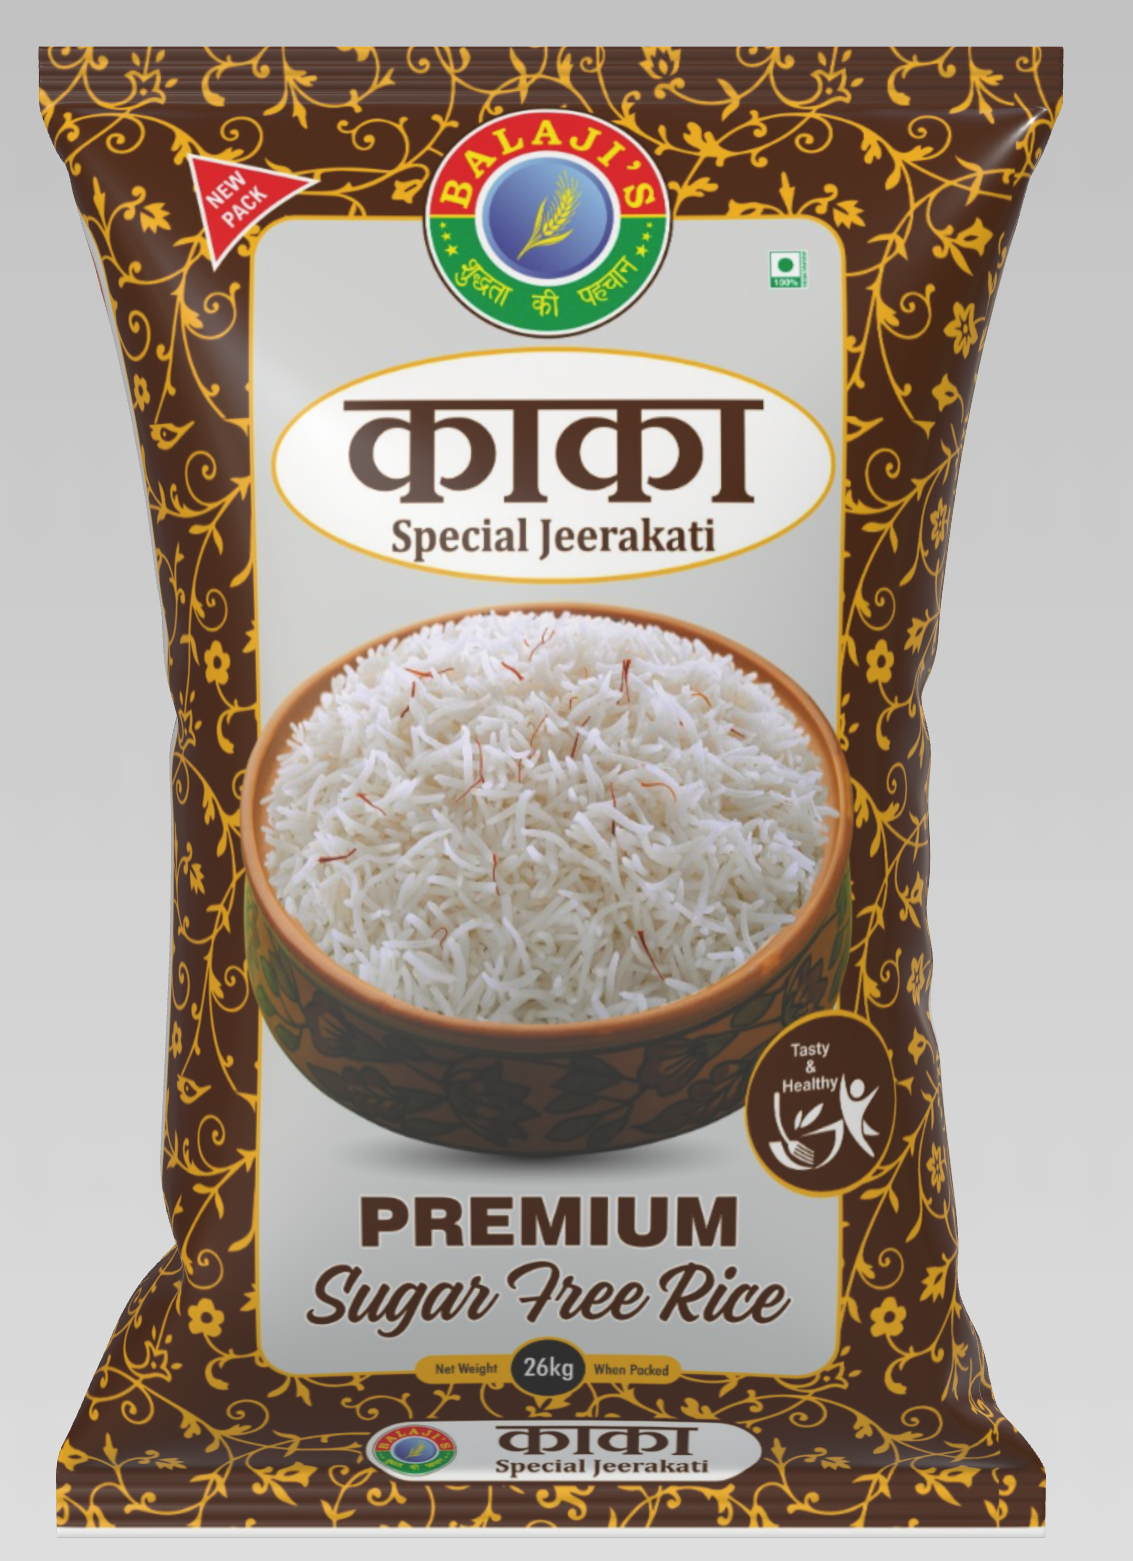 NEW
PACK
BALAJI'S
शुद्धता की पहचान
100%
काका
Special Jeerakati
Tasty
&
Healthy
PREMIUM
Sugar Free Rice
Net Weight 26kg When Packed
BALAJI'S
काका
Special Jeerakati